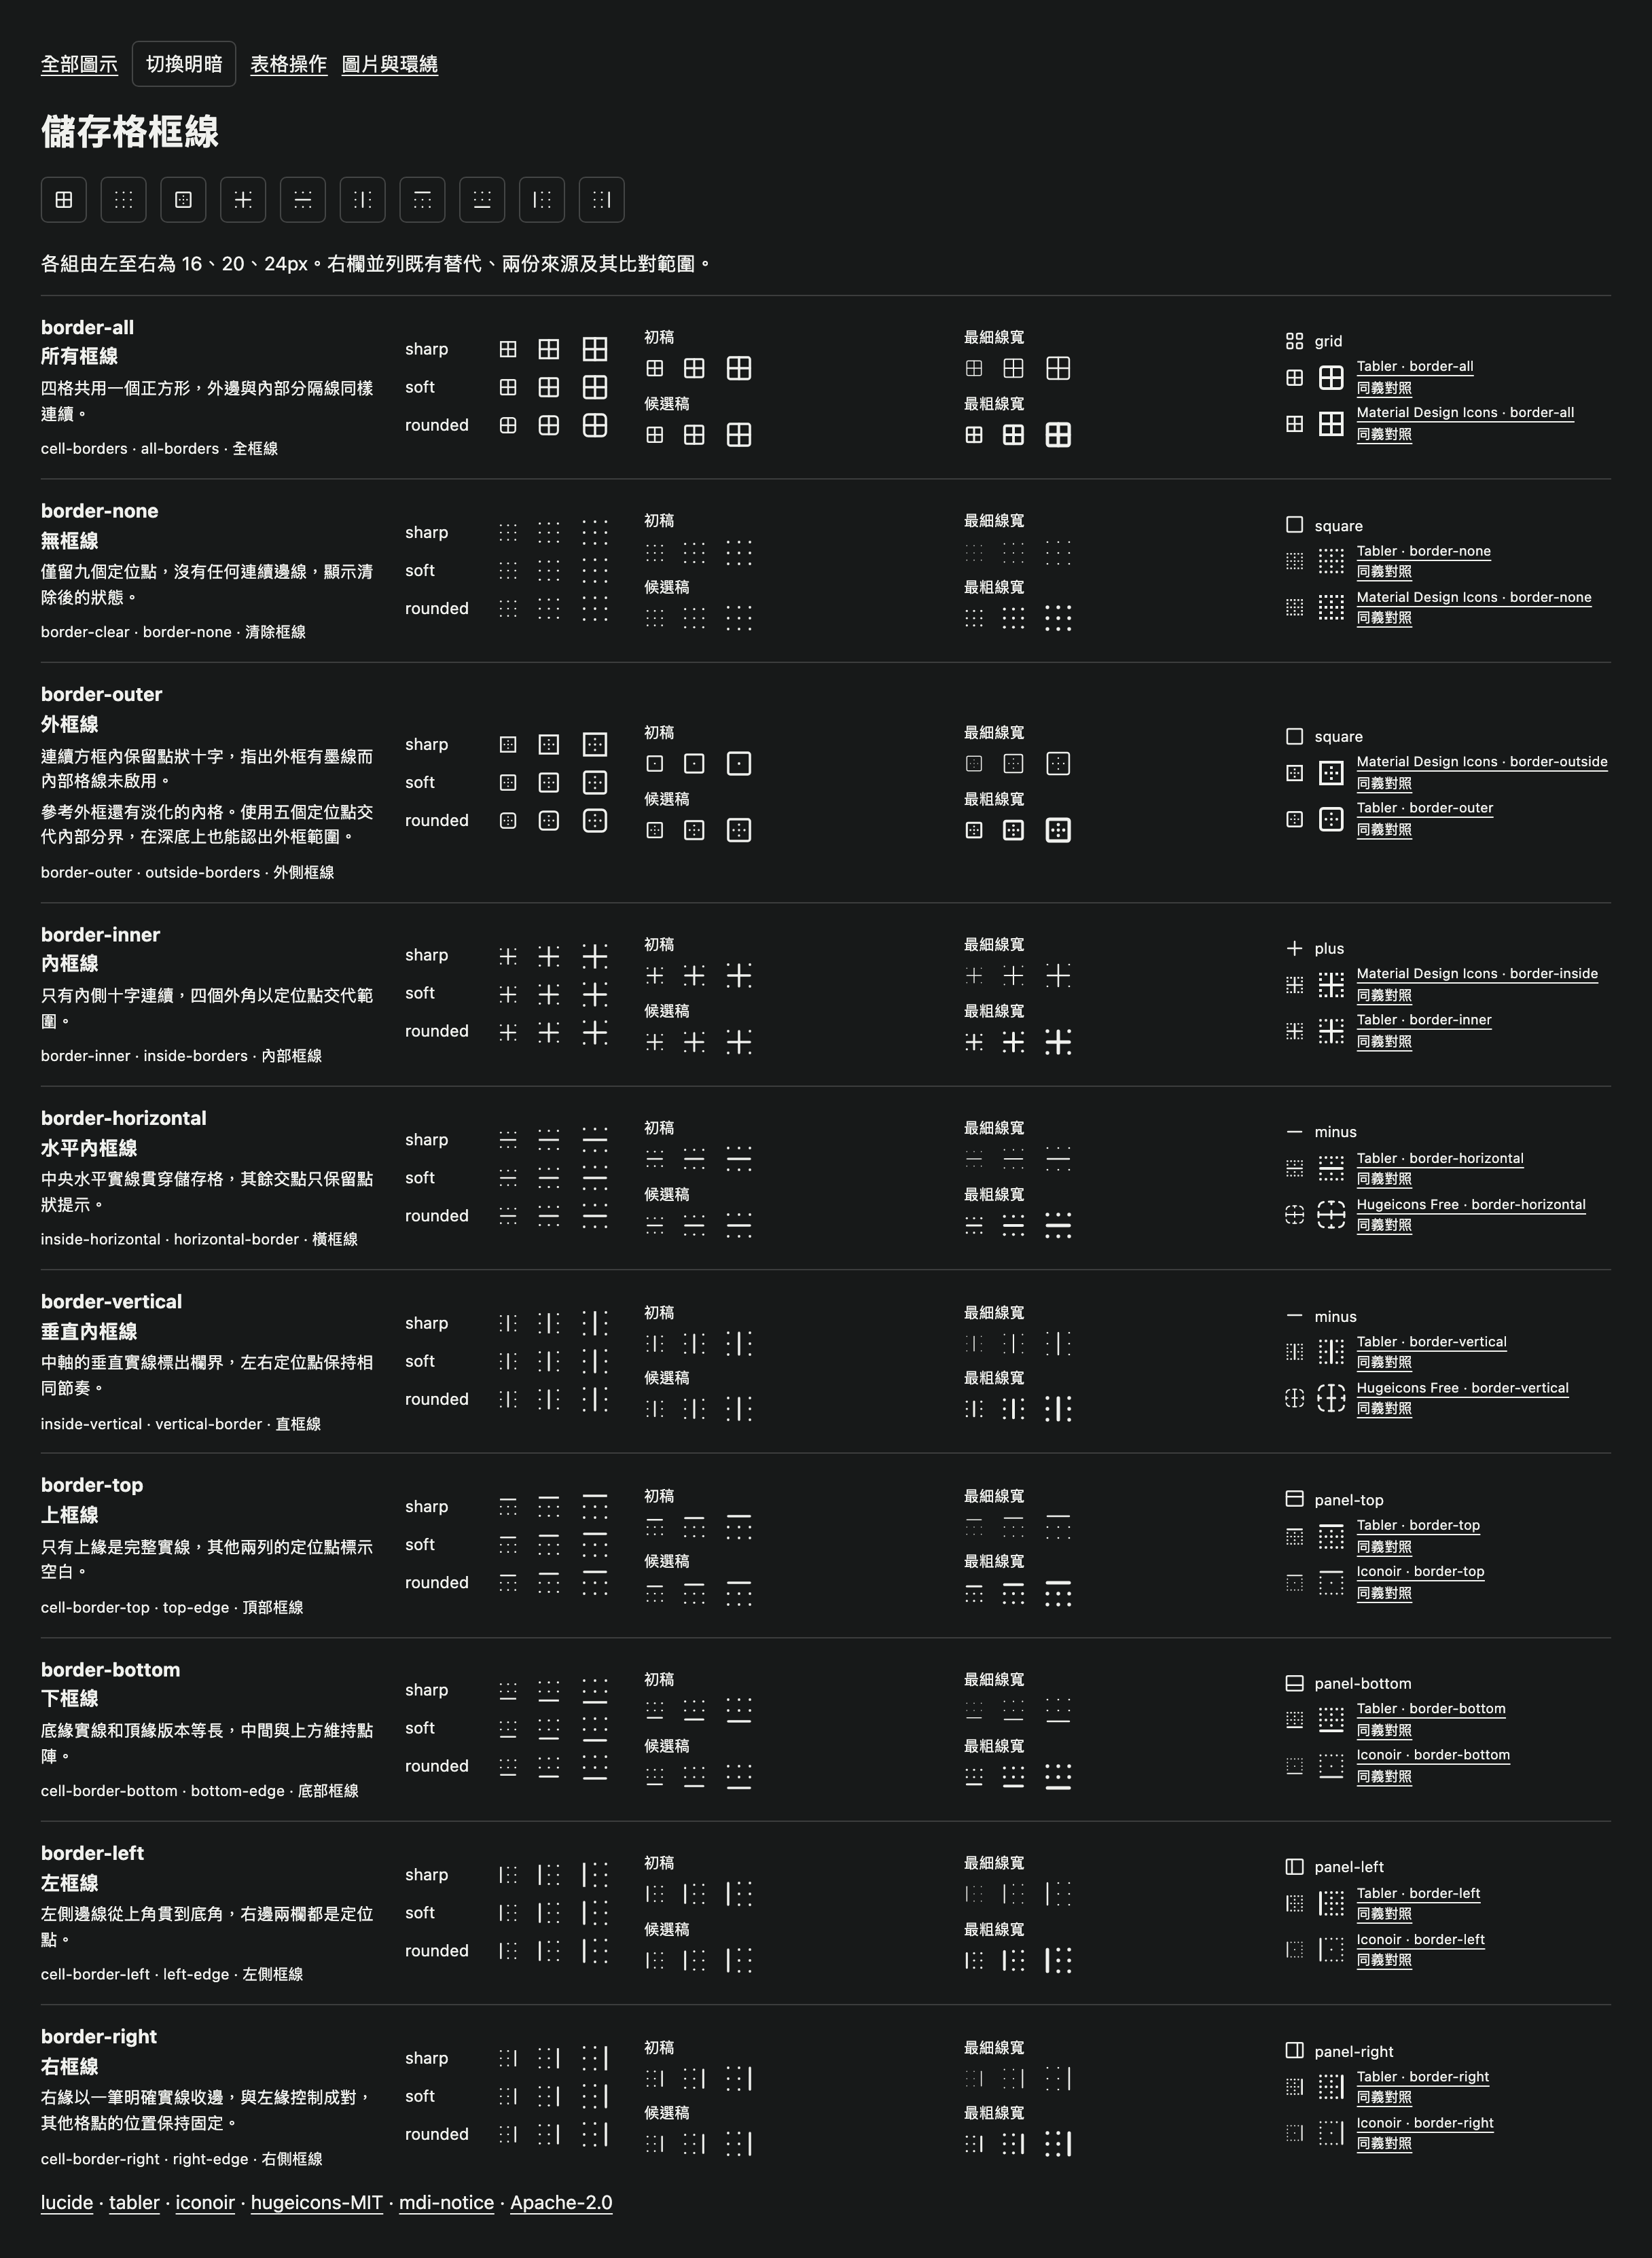 全部圖示 切換明暗 表格操作 圖片與環繞
儲存格框線
各組由左至右為 16、20、24px。右欄並列既有替代、兩份來源及其比對範圍。
border-all
所有框線
四格共用一個正方形，外邊與內部分隔線同樣
連續。
cell-borders · all-borders · 全框線
sharp
soft
rounded
初稿
候選稿
最細線寬
最粗線寬
grid
Tabler · border-all
同義對照
Material Design Icons · border-all
同義對照
border-none
無框線
僅留九個定位點，沒有任何連續邊線，顯示清
除後的狀態。
border-clear · border-none · 清除框線
sharp
soft
rounded
初稿
候選稿
最細線寬
最粗線寬
square
Tabler · border-none
同義對照
Material Design Icons · border-none
同義對照
border-outer
外框線
連續方框內保留點狀十字，指出外框有墨線而
內部格線未啟用。
參考外框還有淡化的內格。使用五個定位點交
代內部分界，在深底上也能認出外框範圍。
border-outer · outside-borders · 外側框線
sharp
soft
rounded
初稿
候選稿
最細線寬
最粗線寬
square
Material Design Icons · border-outside
同義對照
Tabler · border-outer
同義對照
border-inner
內框線
只有內側十字連續，四個外角以定位點交代範
圍。
border-inner · inside-borders · 內部框線
sharp
soft
rounded
初稿
候選稿
最細線寬
最粗線寬
plus
Material Design Icons · border-inside
同義對照
Tabler · border-inner
同義對照
border-horizontal
水平內框線
中央水平實線貫穿儲存格，其餘交點只保留點
狀提示。
inside-horizontal · horizontal-border · 橫框線
sharp
soft
rounded
初稿
候選稿
最細線寬
最粗線寬
minus
Tabler · border-horizontal
同義對照
Hugeicons Free · border-horizontal
同義對照
border-vertical
垂直內框線
中軸的垂直實線標出欄界，左右定位點保持相
同節奏。
inside-vertical · vertical-border · 直框線
sharp
soft
rounded
初稿
候選稿
最細線寬
最粗線寬
minus
Tabler · border-vertical
同義對照
Hugeicons Free · border-vertical
同義對照
border-top
上框線
只有上緣是完整實線，其他兩列的定位點標示
空白。
cell-border-top · top-edge · 頂部框線
sharp
soft
rounded
初稿
候選稿
最細線寬
最粗線寬
panel-top
Tabler · border-top
同義對照
Iconoir · border-top
同義對照
border-bottom
下框線
底緣實線和頂緣版本等長，中間與上方維持點
陣。
cell-border-bottom · bottom-edge · 底部框線
sharp
soft
rounded
初稿
候選稿
最細線寬
最粗線寬
panel-bottom
Tabler · border-bottom
同義對照
Iconoir · border-bottom
同義對照
border-left
左框線
左側邊線從上角貫到底角，右邊兩欄都是定位
點。
cell-border-left · left-edge · 左側框線
sharp
soft
rounded
初稿
候選稿
最細線寬
最粗線寬
panel-left
Tabler · border-left
同義對照
Iconoir · border-left
同義對照
border-right
右框線
右緣以一筆明確實線收邊，與左緣控制成對，
其他格點的位置保持固定。
cell-border-right · right-edge · 右側框線
sharp
soft
rounded
初稿
候選稿
最細線寬
最粗線寬
panel-right
Tabler · border-right
同義對照
Iconoir · border-right
同義對照
lucide · tabler · iconoir · hugeicons-MIT · mdi-notice · Apache-2.0